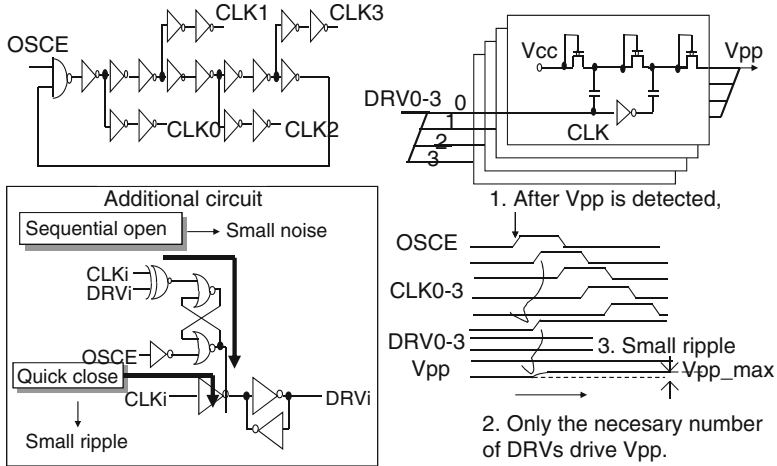 CLK1
CLK3
OSCE
CLK0
CLK2
Vcc
Vpp
DRV0-3
0
1
2
3
CLK
Additional circuit
Sequential open
Small noise
CLKi
DRVi
OSCE
Quick close
CLKi
DRVi
Small ripple
1. After Vpp is detected,
OSCE
CLK0-3
DRV0-3
3. Small ripple
Vpp
Vpp_max
2. Only the necesary number
of DRVs drive Vpp.